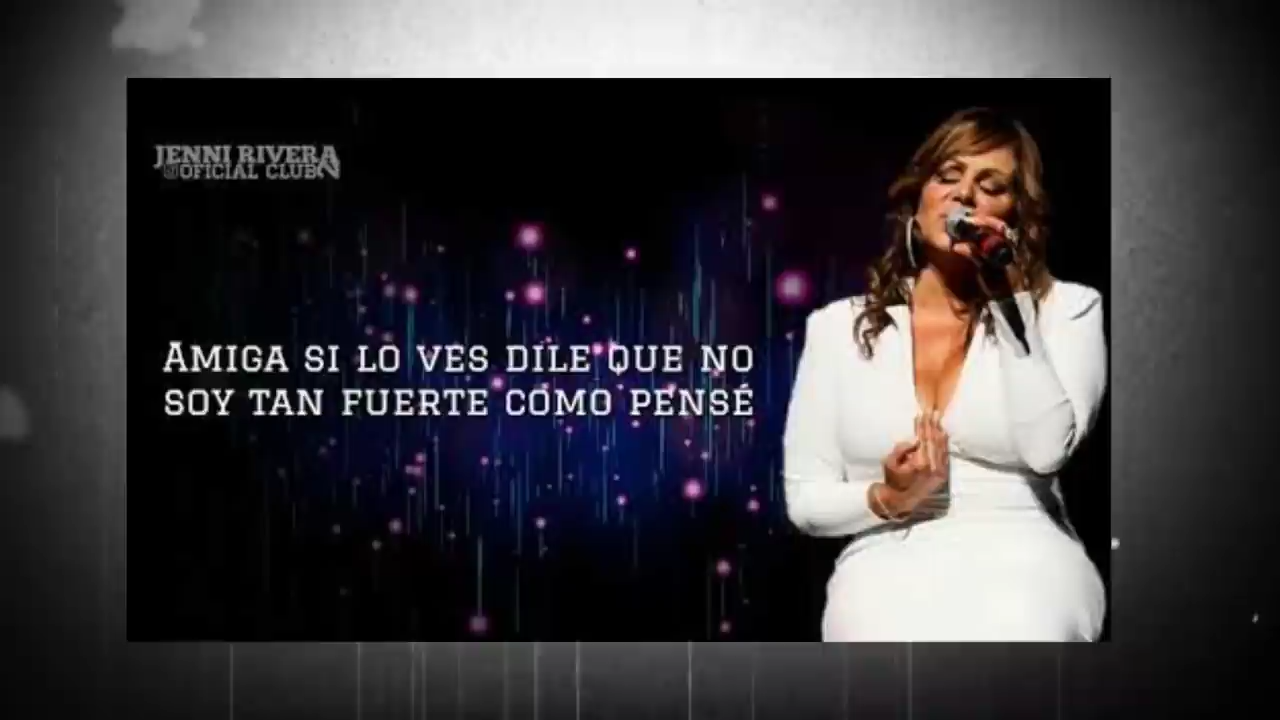 JENNI RIVERA
OFICIAL CLUB
AMIGA SI LO VES DILE QUE NO
SOY TAN FUERTE COMO PENSÉ